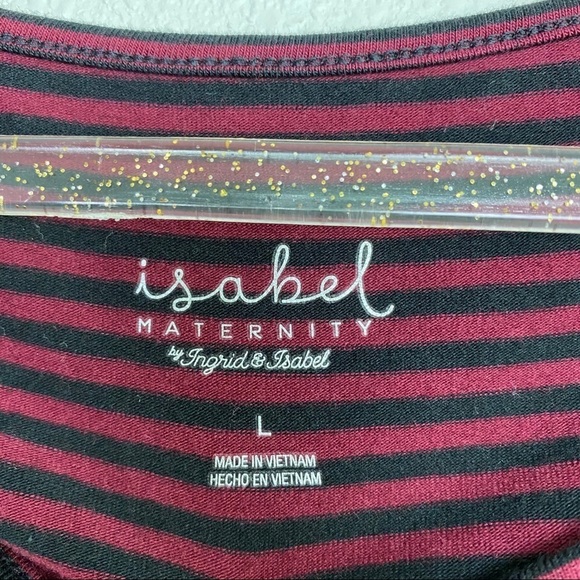 isabel
MATERNITY
by Ingrid & Isabel
L
MADE IN VIETNAM
HECHO EN VIETNAM